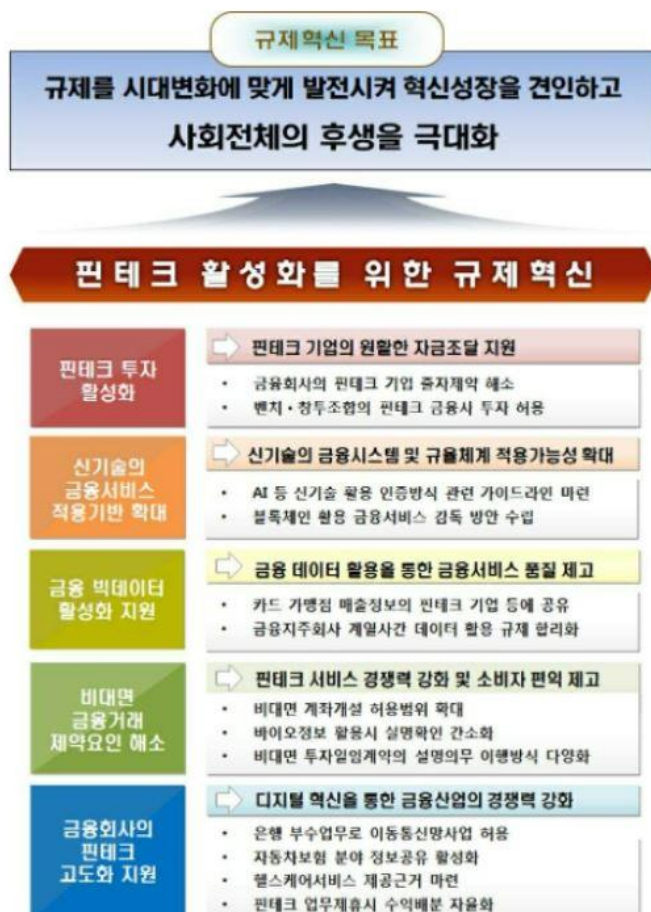 규제혁신 목표
규제를 시대변화에 맞게 발전시켜 혁신성장을 견인하고
사회전체의 후생을 극대화
핀테크 활성화를 위한 규제혁신
핀테크 투자
활성화
핀테크 기업의 원활한 자금조달 지원
• 금융회사의 핀테크 기업 출자제약 해소
• 벤처·창투조합의 핀테크 금융사 투자 허용
신기술의
금융서비스
적용기반 확대
신기술의 금융시스템 및 규율체계 적용가능성 확대
• AI 등 신기술 활용 인증방식 관련 가이드라인 마련
• 블록체인 활용 금융서비스 감독 방안 수립
금융 빅데이터
활성화 지원
금융 데이터 활용을 통한 금융서비스 품질 제고
• 카드 가맹점 매출정보의 핀테크 기업 등에 공유
• 금융지주회사 계열사간 데이터 활용 규제 합리화
비대면
금융거래
제약요인 해소
핀테크 서비스 경쟁력 강화 및 소비자 편익 제고
• 비대면 계좌개설 허용범위 확대
• 바이오정보 활용시 실명확인 간소화
• 비대면 투자일임계약의 설명의무 이행방식 다양화
금융회사의
핀테크
고도화 지원
디지털 혁신을 통한 금융산업의 경쟁력 강화
• 은행 부수업무로 이동통신망사업 허용
• 자동차보험 분야 정보공유 활성화
• 헬스케어서비스 제공근거 마련
• 핀테크 업무제휴시 수익배분 자율화